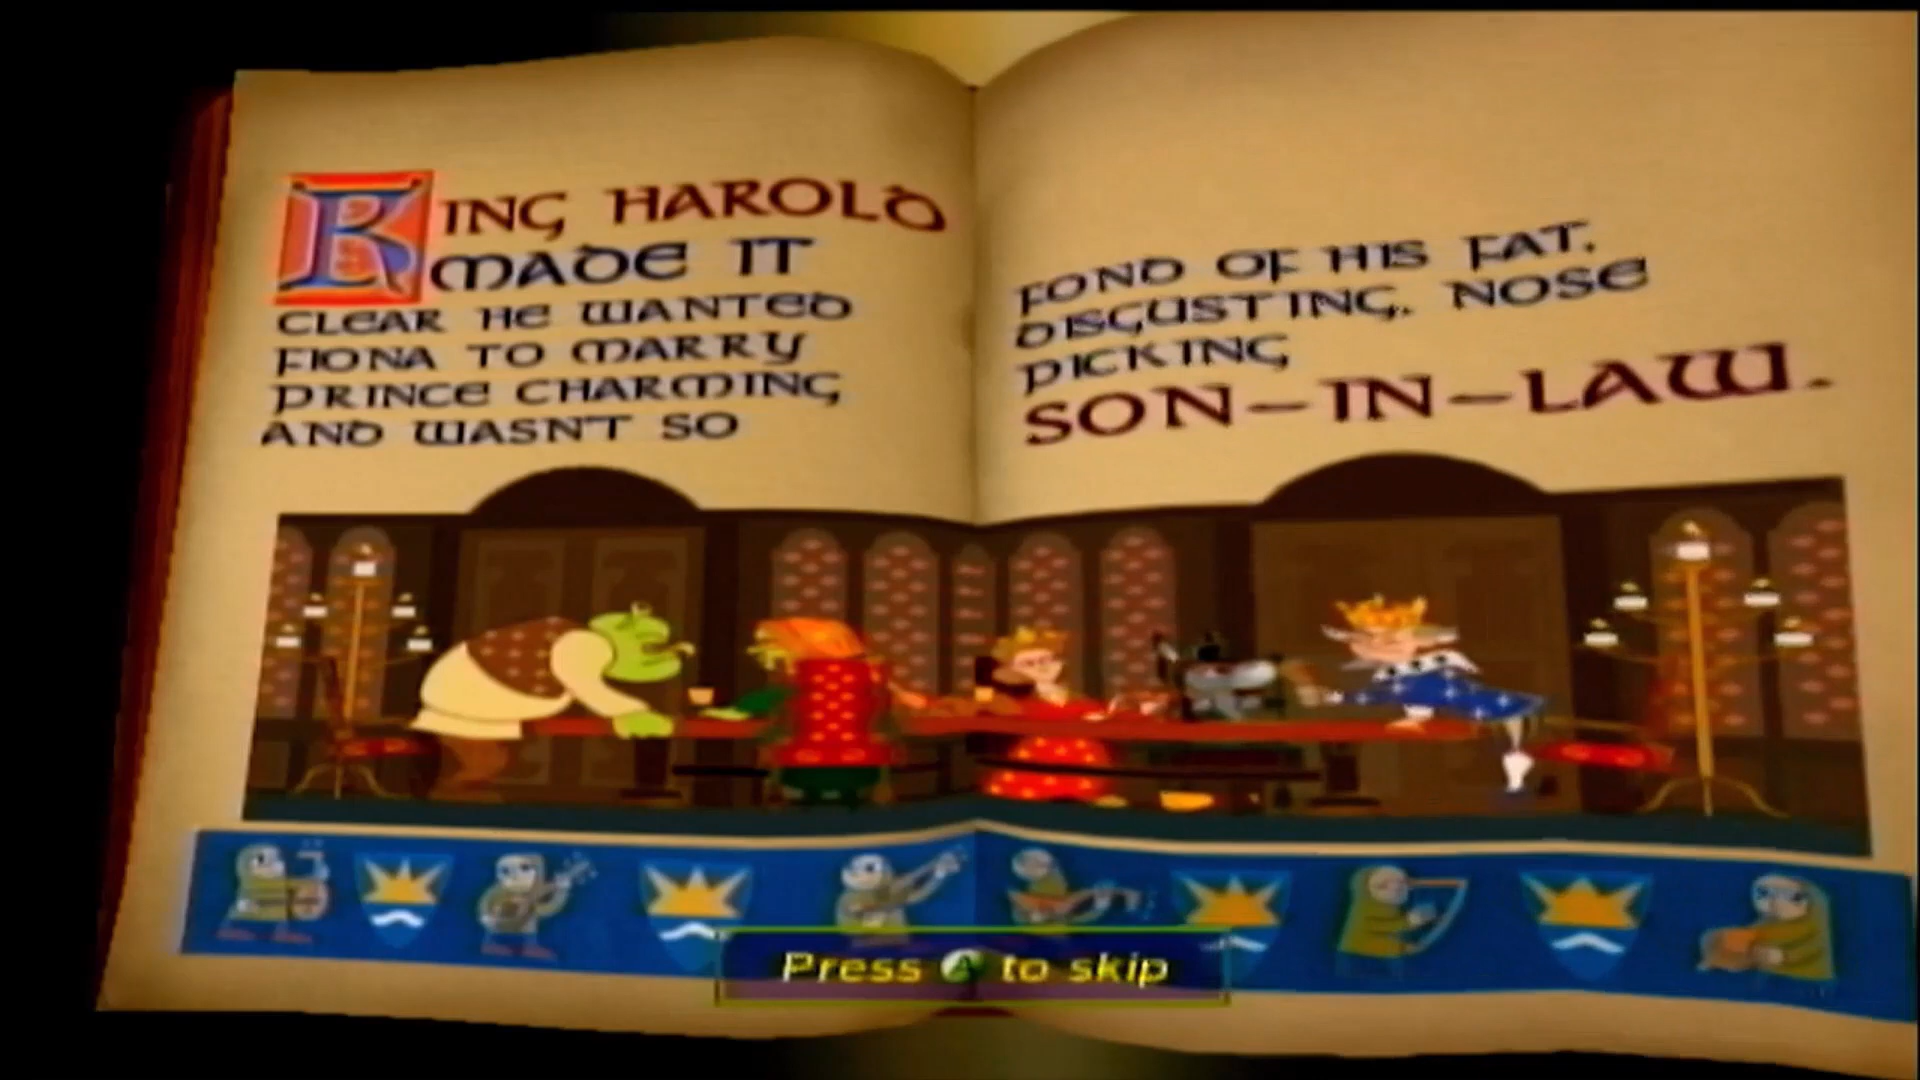 KING HAROLD
MADE IT
CLEAR HE WANTED
FIONA TO MARRY
PRINCE CHARMING
AND WASN'T SO
FOND OF HIS FAT,
DISGUSTING, NOSE
PICKING
SON-IN-LAW.
Press A to skip